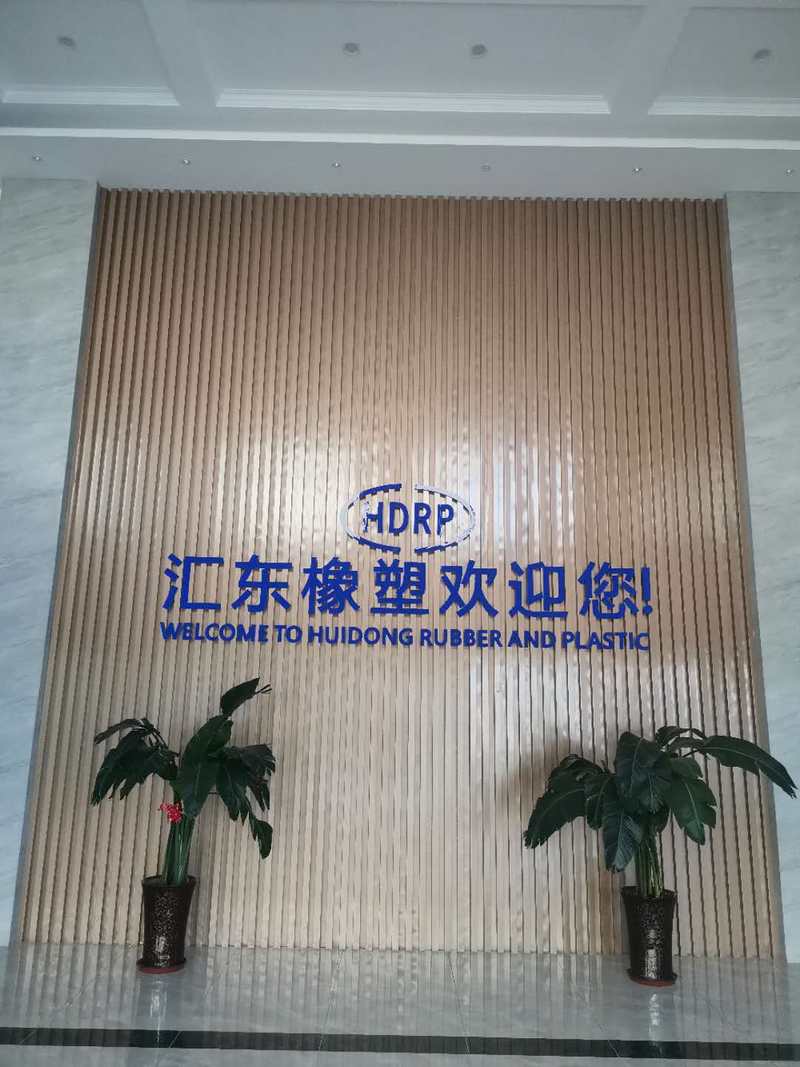 HDRP
汇东橡塑欢迎您!
WELCOME TO HUIDONG RUBBER AND PLASTIC